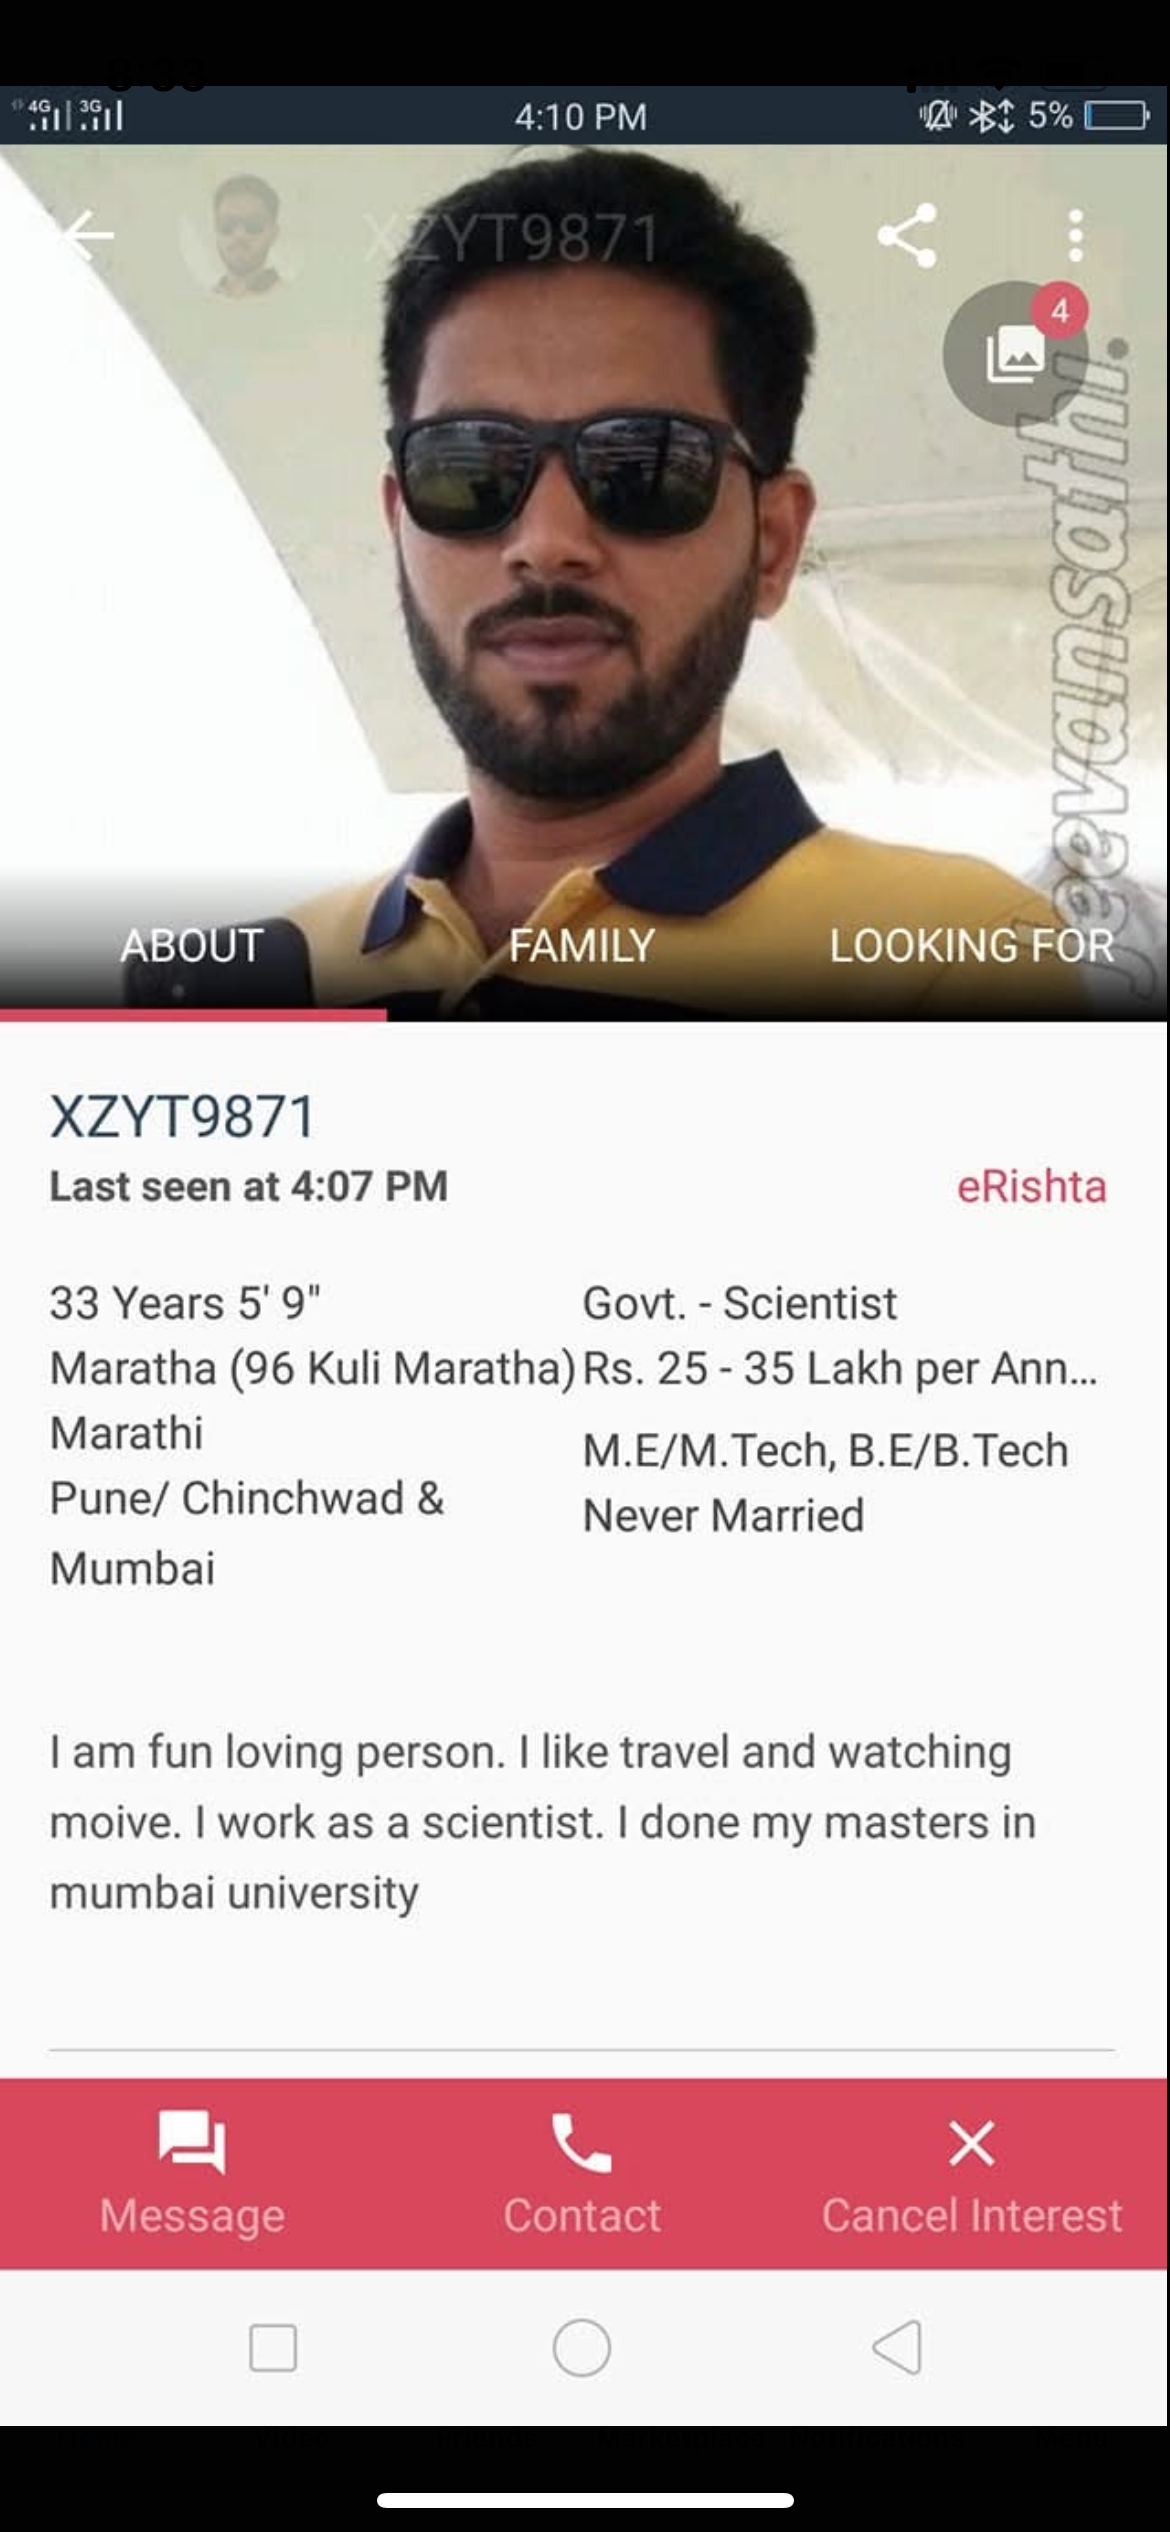 4G 3G 4:10 PM 5%
XZYT9871
4
Jeevansathi.
ABOUT FAMILY LOOKING FOR
XZYT9871
Last seen at 4:07 PM eRishta
33 Years 5' 9" Govt. - Scientist
Maratha (96 Kuli Maratha) Rs. 25 - 35 Lakh per Ann...
Marathi M.E/M.Tech, B.E/B.Tech
Pune/ Chinchwad & Never Married
Mumbai
I am fun loving person. I like travel and watching
moive. I work as a scientist. I done my masters in
mumbai university
Message Contact Cancel Interest